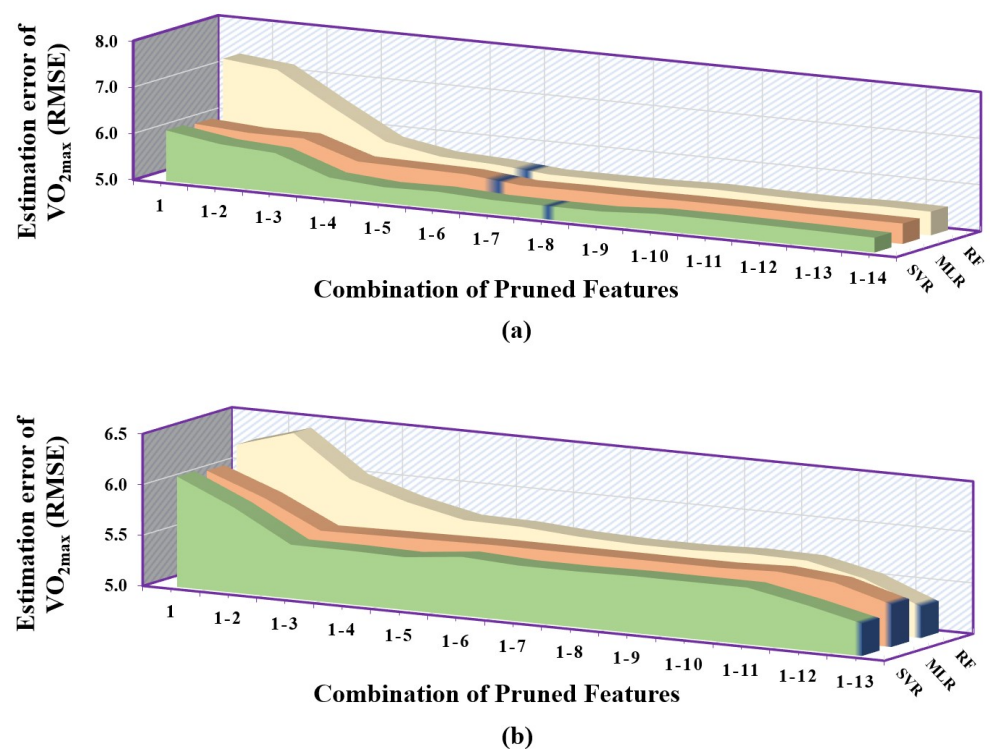 Estimation error of
VO2max (RMSE)
8.0
7.0
6.0
5.0
1
1-2
1-3
1-4
1-5
1-6
1-7
1-8
1-9
1-10
1-11
1-12
1-13
1-14
SVR
MLR
RF
Combination of Pruned Features
(a)
Estimation error of
VO2max (RMSE)
6.5
6.0
5.5
5.0
1
1-2
1-3
1-4
1-5
1-6
1-7
1-8
1-9
1-10
1-11
1-12
1-13
SVR
MLR
RF
Combination of Pruned Features
(b)